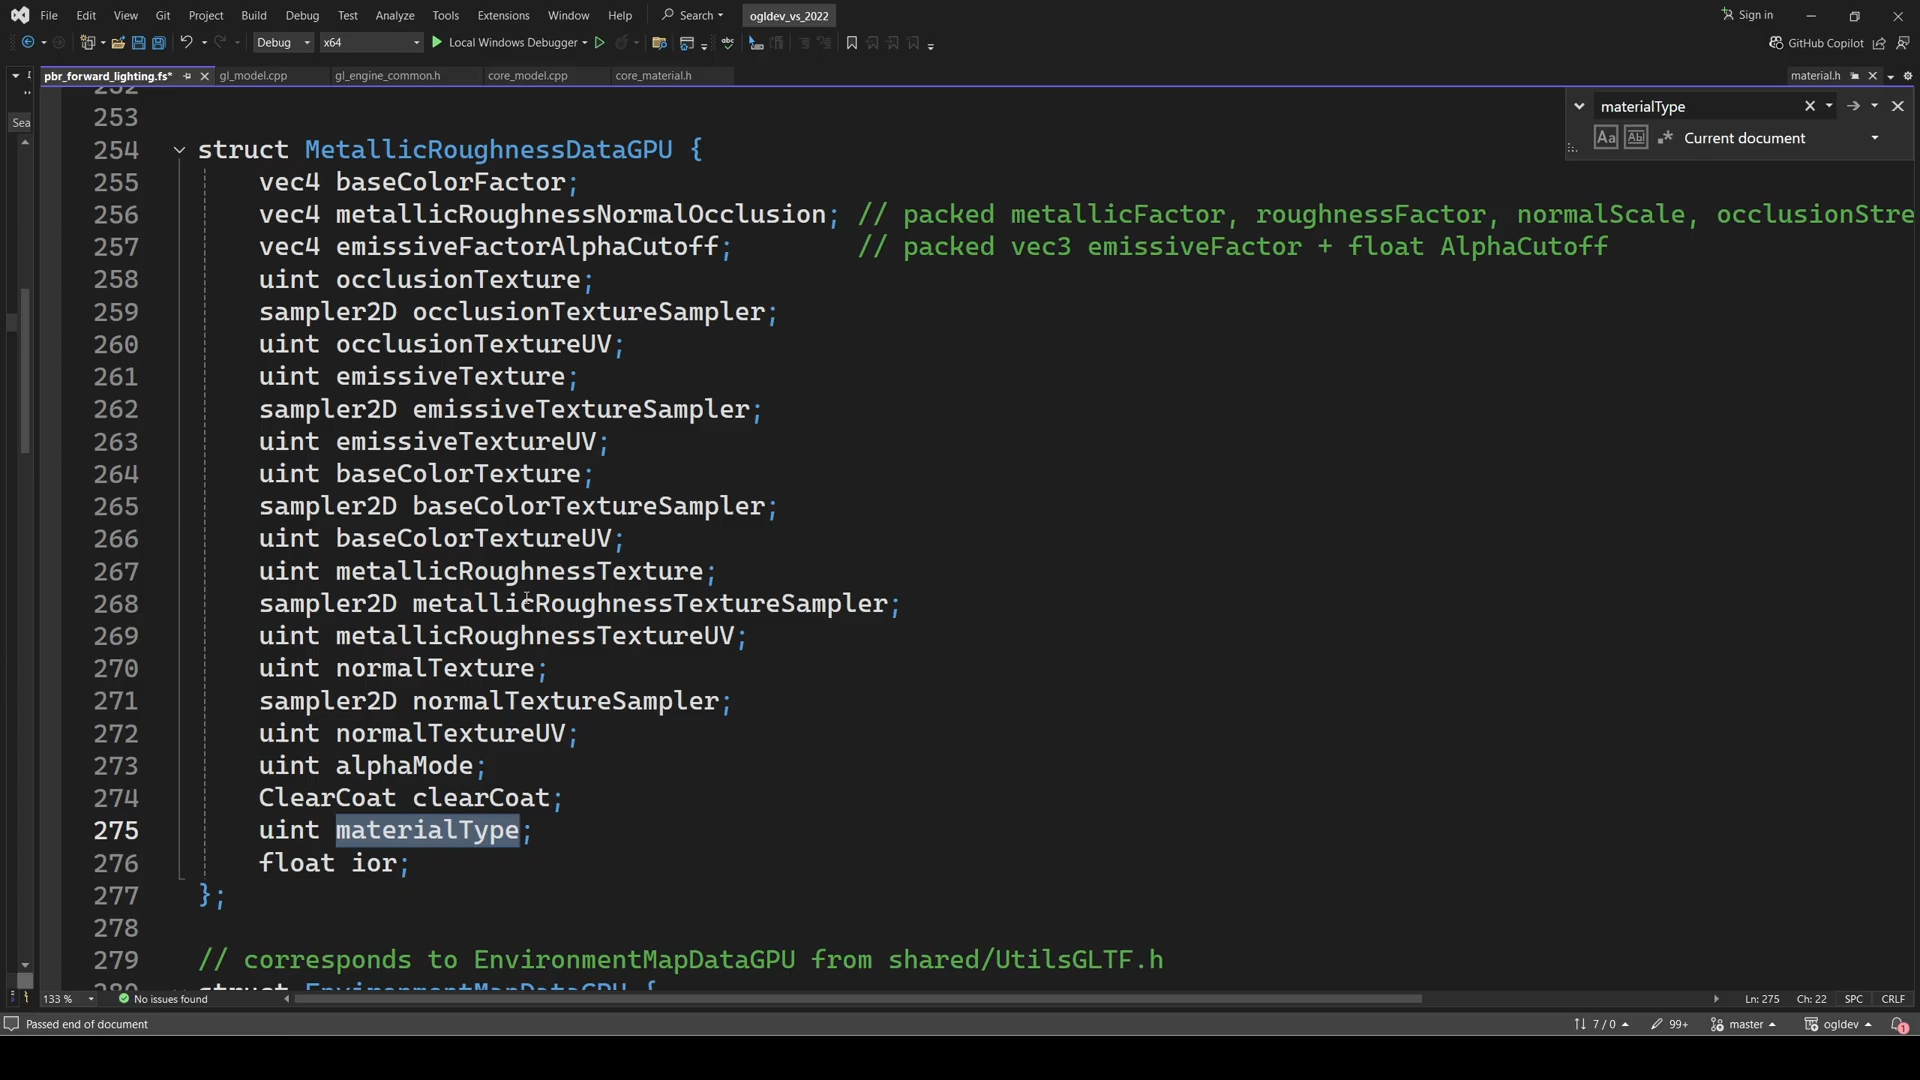 File Edit View Git Project Build Debug Test Analyze Tools Extensions Window Help Search ogldev_vs_2022 Sign in
Debug x64 Local Windows Debugger GitHub Copilot
pbr_forward_lighting.fs* gl_model.cpp gl_engine_common.h core_model.cpp core_material.h material.h
materialType
Sea
Current document
253
254 struct MetallicRoughnessDataGPU {
255 vec4 baseColorFactor;
256 vec4 metallicRoughnessNormalOcclusion; // packed metallicFactor, roughnessFactor, normalScale, occlusionStre
257 vec4 emissiveFactorAlphaCutoff; // packed vec3 emissiveFactor + float AlphaCutoff
258 uint occlusionTexture;
259 sampler2D occlusionTextureSampler;
260 uint occlusionTextureUV;
261 uint emissiveTexture;
262 sampler2D emissiveTextureSampler;
263 uint emissiveTextureUV;
264 uint baseColorTexture;
265 sampler2D baseColorTextureSampler;
266 uint baseColorTextureUV;
267 uint metallicRoughnessTexture;
268 sampler2D metallicRoughnessTextureSampler;
269 uint metallicRoughnessTextureUV;
270 uint normalTexture;
271 sampler2D normalTextureSampler;
272 uint normalTextureUV;
273 uint alphaMode;
274 ClearCoat clearCoat;
275 uint materialType;
276 float ior;
277 };
278
279 // corresponds to EnvironmentMapDataGPU from shared/UtilsGLTF.h
280 struct EnvironmentMapDataGPU {
133 % No issues found Ln: 275 Ch: 22 SPC CRLF
Passed end of document 7 / 0 99+ master ogldev 1